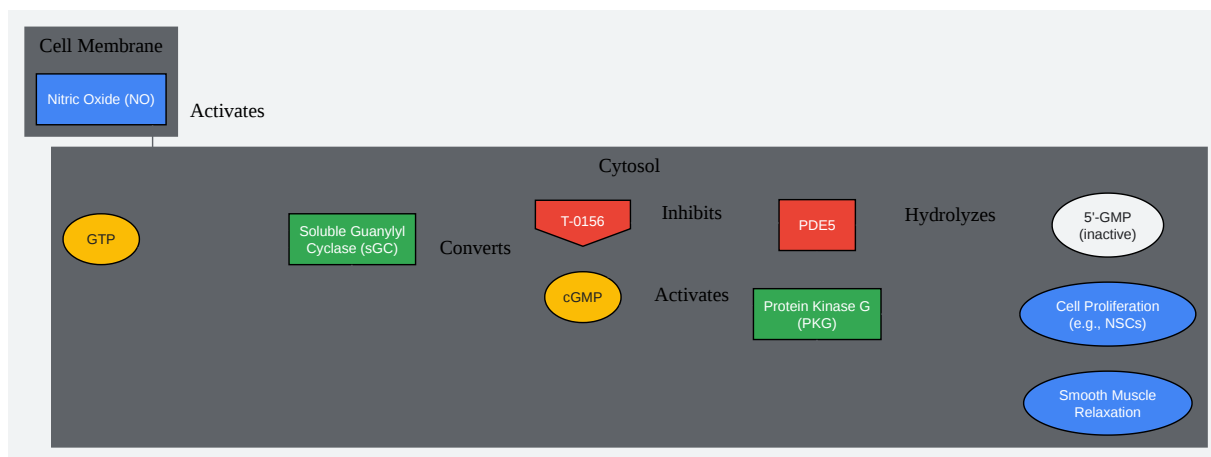 Cell Membrane
Nitric Oxide (NO)
Activates
Cytosol
GTP
Soluble Guanylyl
Cyclase (sGC)
Converts
T-0156
Inhibits
PDE5
Hydrolyzes
5'-GMP
(inactive)
cGMP
Activates
Protein Kinase G
(PKG)
Cell Proliferation
(e.g., NSCs)
Smooth Muscle
Relaxation